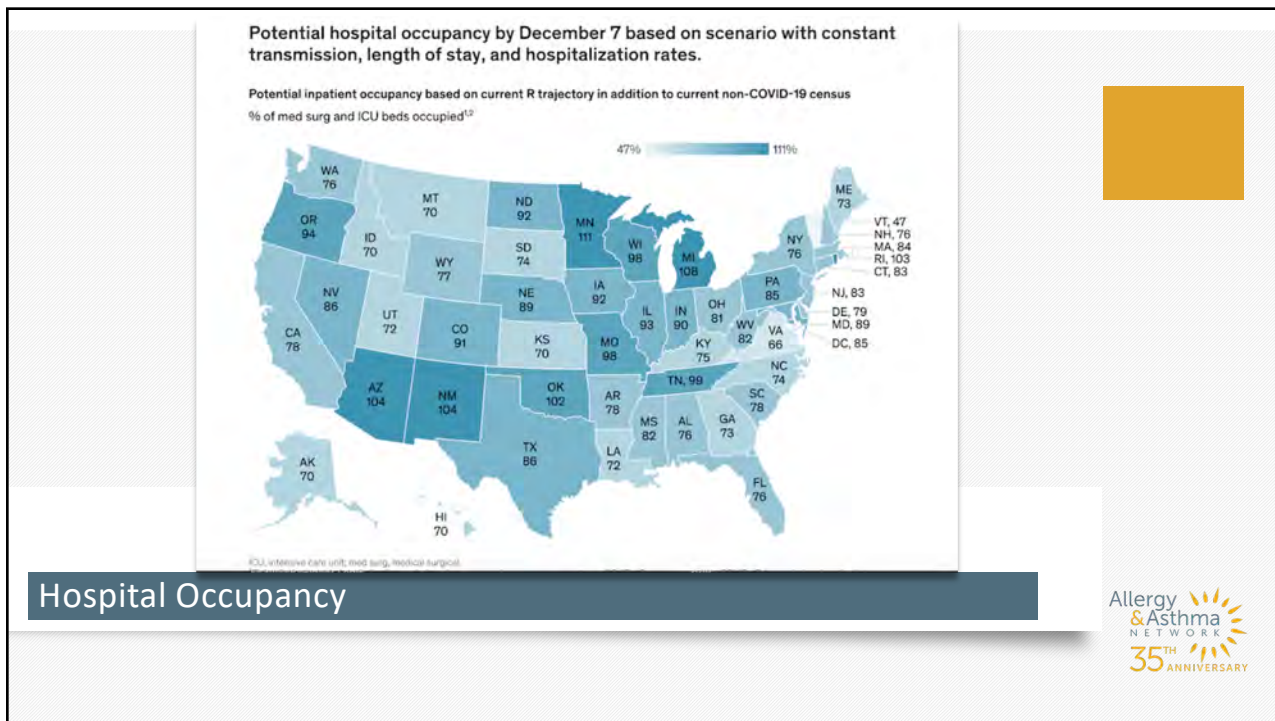 Potential hospital occupancy by December 7 based on scenario with constant
transmission, length of stay, and hospitalization rates.
Potential inpatient occupancy based on current R trajectory in addition to current non-COVID-19 census
% of med surg and ICU beds occupied1,2
47% 111%
WA
76
OR
94
MT
70
ID
70
ND
92
SD
74
MN
111
WI
98
MI
108
NY
76
ME
73
VT, 47
NH, 76
MA, 84
RI, 103
CT, 83
NJ, 83
DE, 79
MD, 89
DC, 85
WY
77
NV
86
UT
72
CA
78
CO
91
NE
89
IA
92
KS
70
MO
98
IL
93
IN
90
OH
81
PA
85
WV
82
VA
66
KY
75
TN, 99
NC
74
SC
78
AZ
104
NM
104
OK
102
AR
78
TX
86
LA
72
MS
82
AL
76
GA
73
FL
76
AK
70
HI
70
ICU, intensive care unit; med surg, medical surgical.
Hospital Occupancy
Allergy
&Asthma
NETWORK
35TH ANNIVERSARY